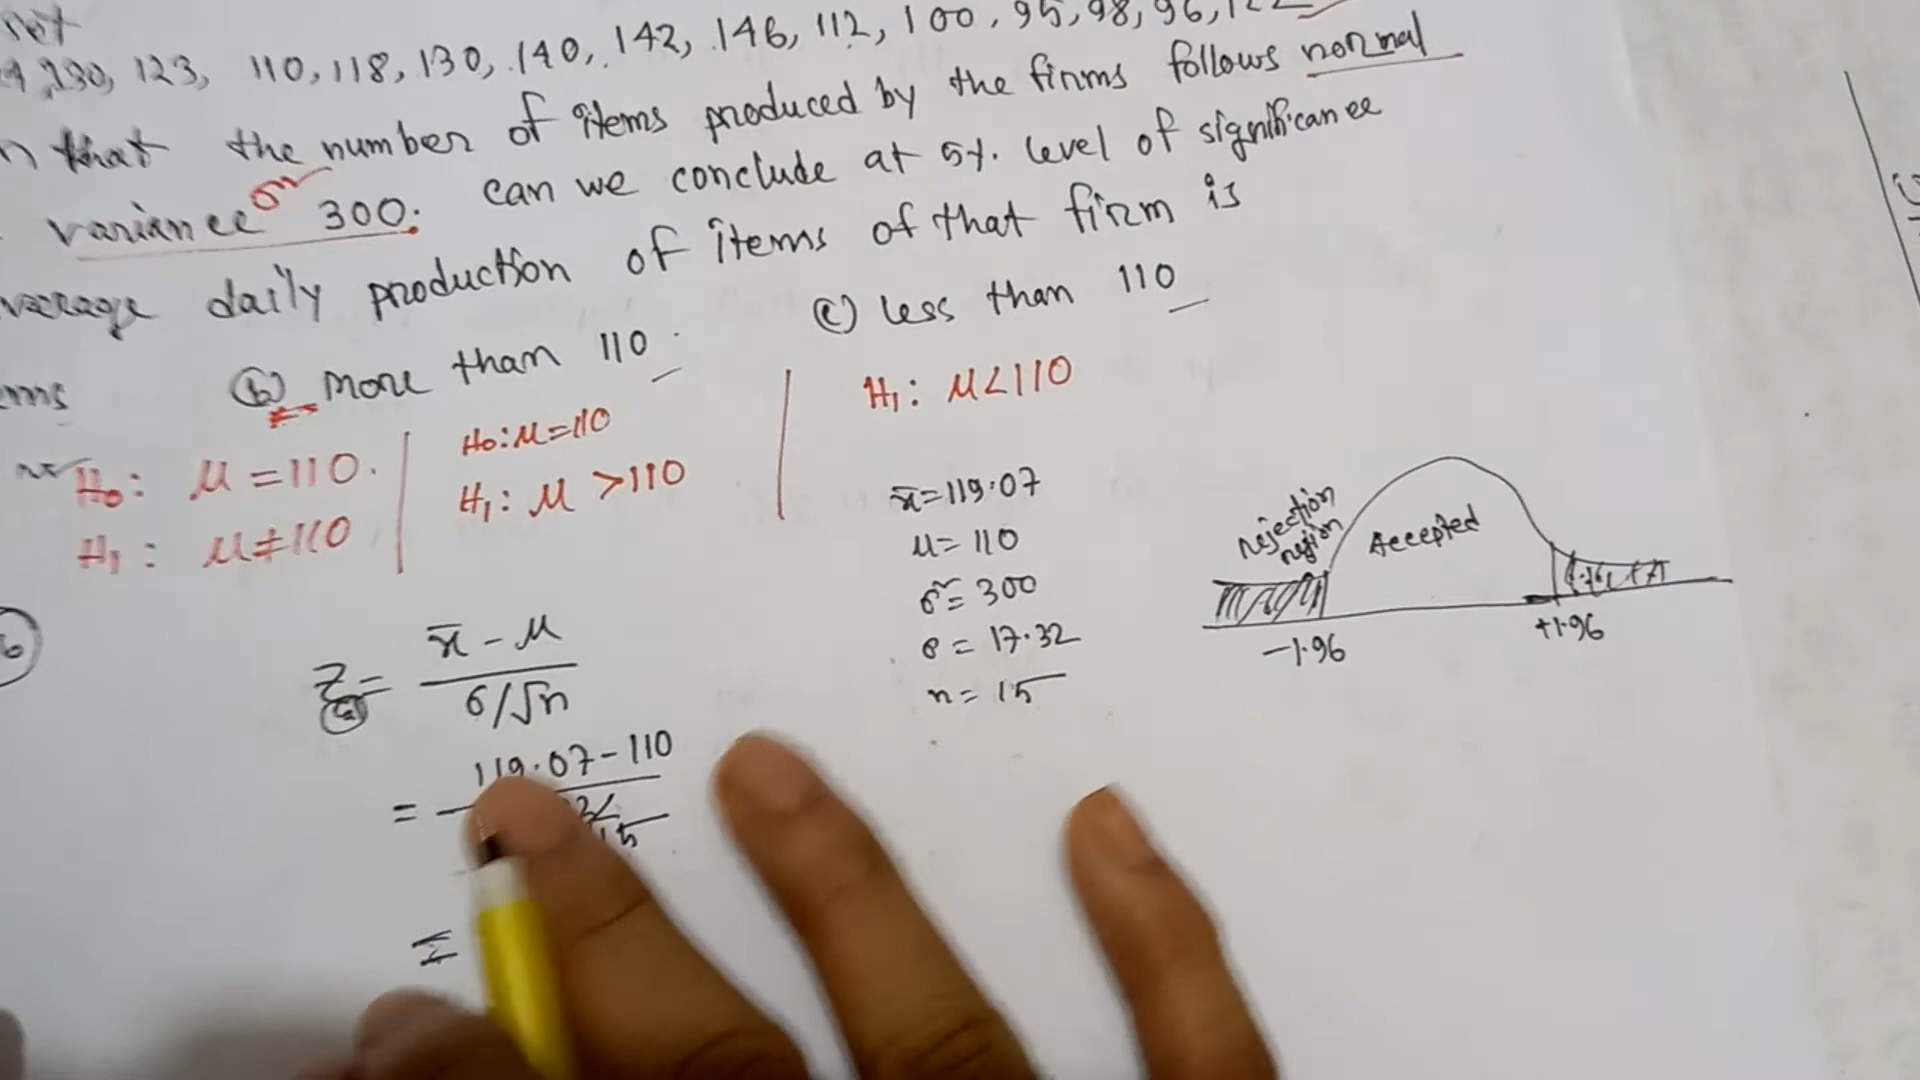 230, 123, 110, 118, 130, 140, 142, 146, 112, 100, 95, 98, 96,
that the number of items produced by the firms follows normal
variance σ² 300. can we conclude at 5%. level of significance
daily production of items of that firm is
ms (b) more than 110. (c) less than 110
H₀: μ = 110. H₀: μ=110 H₁: μ<110
H₁: μ ≠ 110 H₁: μ >110
x̄ = 119.07
μ = 110
σ² = 300
σ = 17.32
n = 15
rejection region Accepted
-1.96 +1.96
Z = x̄ - μ / σ/√n
= 119.07 - 110
15
=